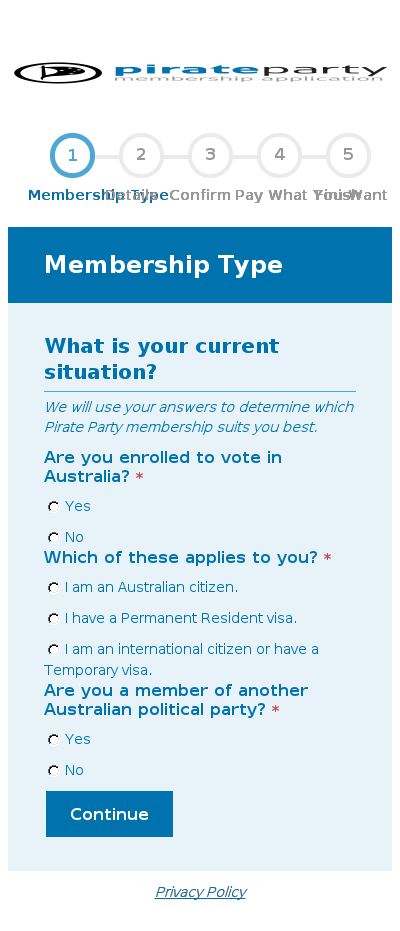 pirateparty
membership application
1 2 3 4 5
Membership Type Details Confirm Pay What You Want Finish
Membership Type
What is your current
situation?
We will use your answers to determine which
Pirate Party membership suits you best.
Are you enrolled to vote in
Australia? *
Yes
No
Which of these applies to you? *
I am an Australian citizen.
I have a Permanent Resident visa.
I am an international citizen or have a
Temporary visa.
Are you a member of another
Australian political party? *
Yes
No
Continue
Privacy Policy